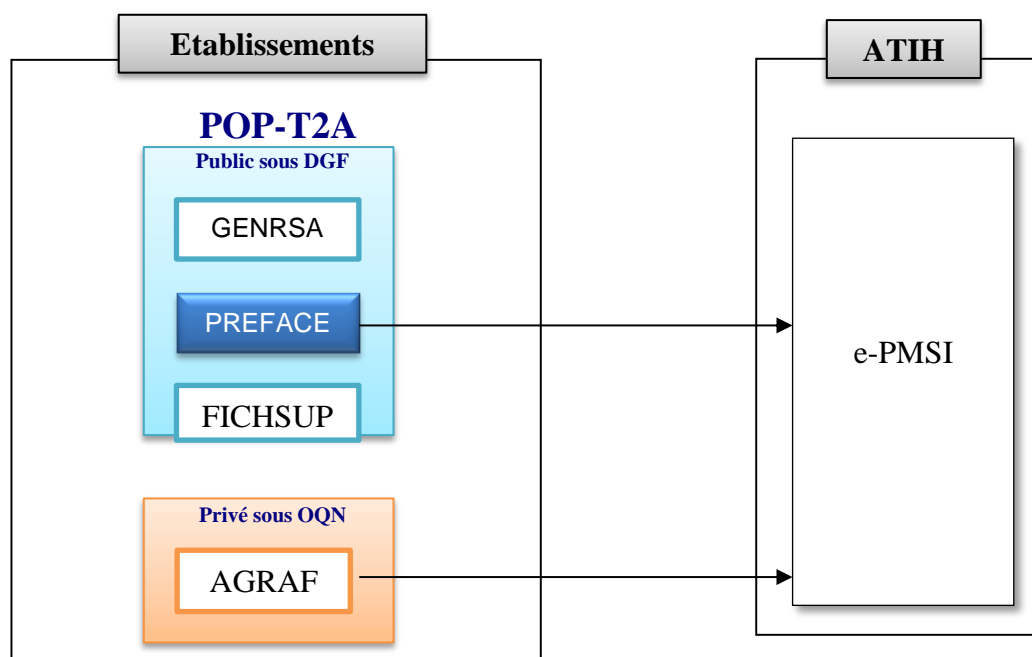 Etablissements
ATIH
POP-T2A
Public sous DGF
GENRSA
PREFACE
e-PMSI
FICHSUP
Privé sous OQN
AGRAF